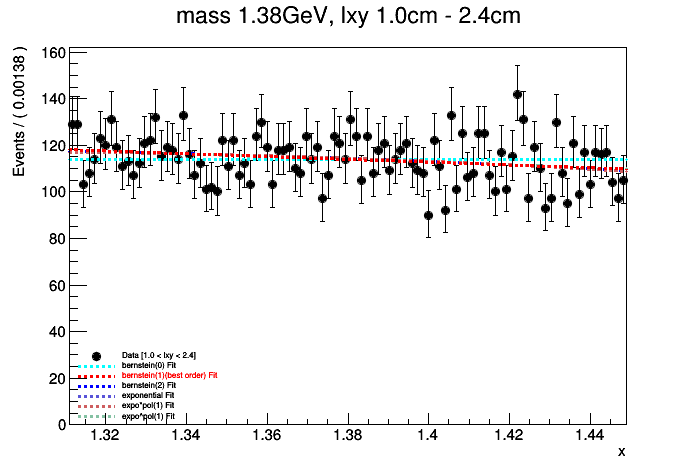 mass 1.38GeV, lxy 1.0cm - 2.4cm
Events / ( 0.00138 )
160
140
120
100
80
60
40
20
0
Data [1.0 < lxy < 2.4]
bernstein(0) Fit
bernstein(1)(best order) Fit
bernstein(2) Fit
exponential Fit
expo*pol(1) Fit
expo^pol(1) Fit
1.32 1.34 1.36 1.38 1.4 1.42 1.44
x